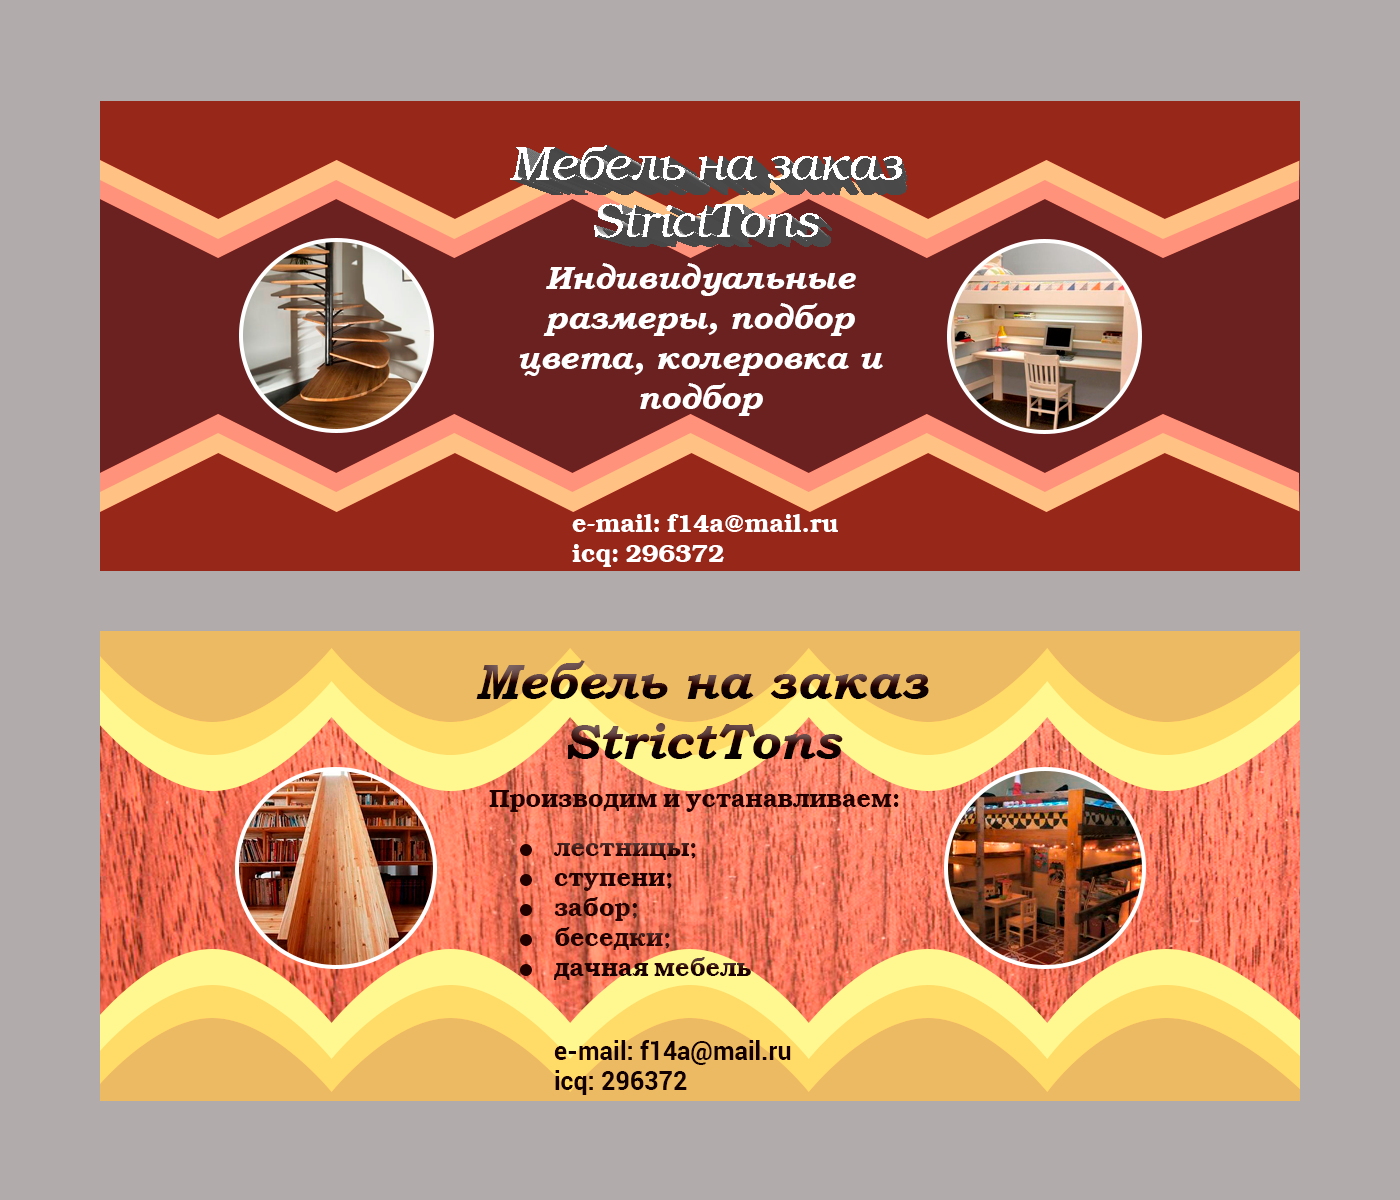 Мебель на заказ
StrictTons
Индивидуальные
размеры, подбор
цвета, колеровка и
подбор
e-mail: f14a@mail.ru
icq: 296372
Мебель на заказ
StrictTons
Производим и устанавливаем:
● лестницы;
● ступени;
● забор;
● беседки;
● дачная мебель
e-mail: f14a@mail.ru
icq: 296372